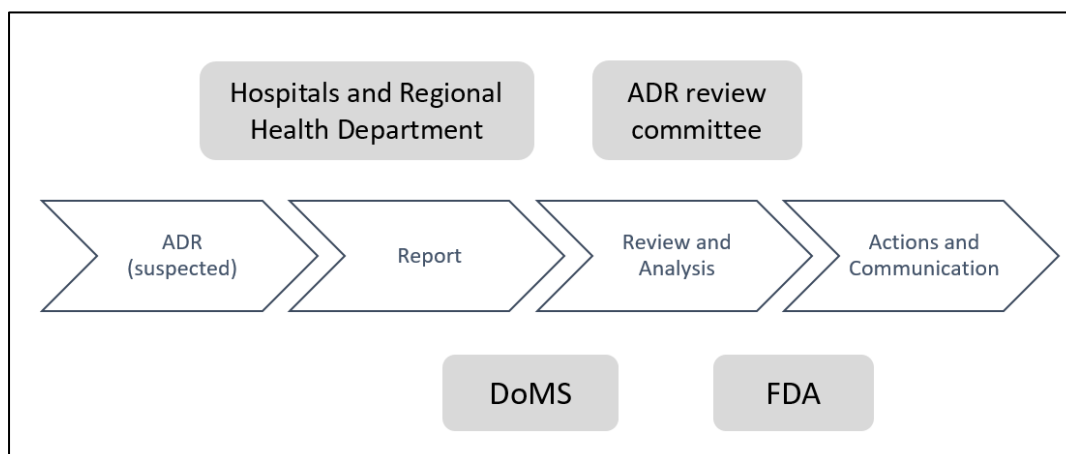 Hospitals and Regional
Health Department
ADR review
committee
ADR
(suspected)
Report
Review and
Analysis
Actions and
Communication
DoMS
FDA